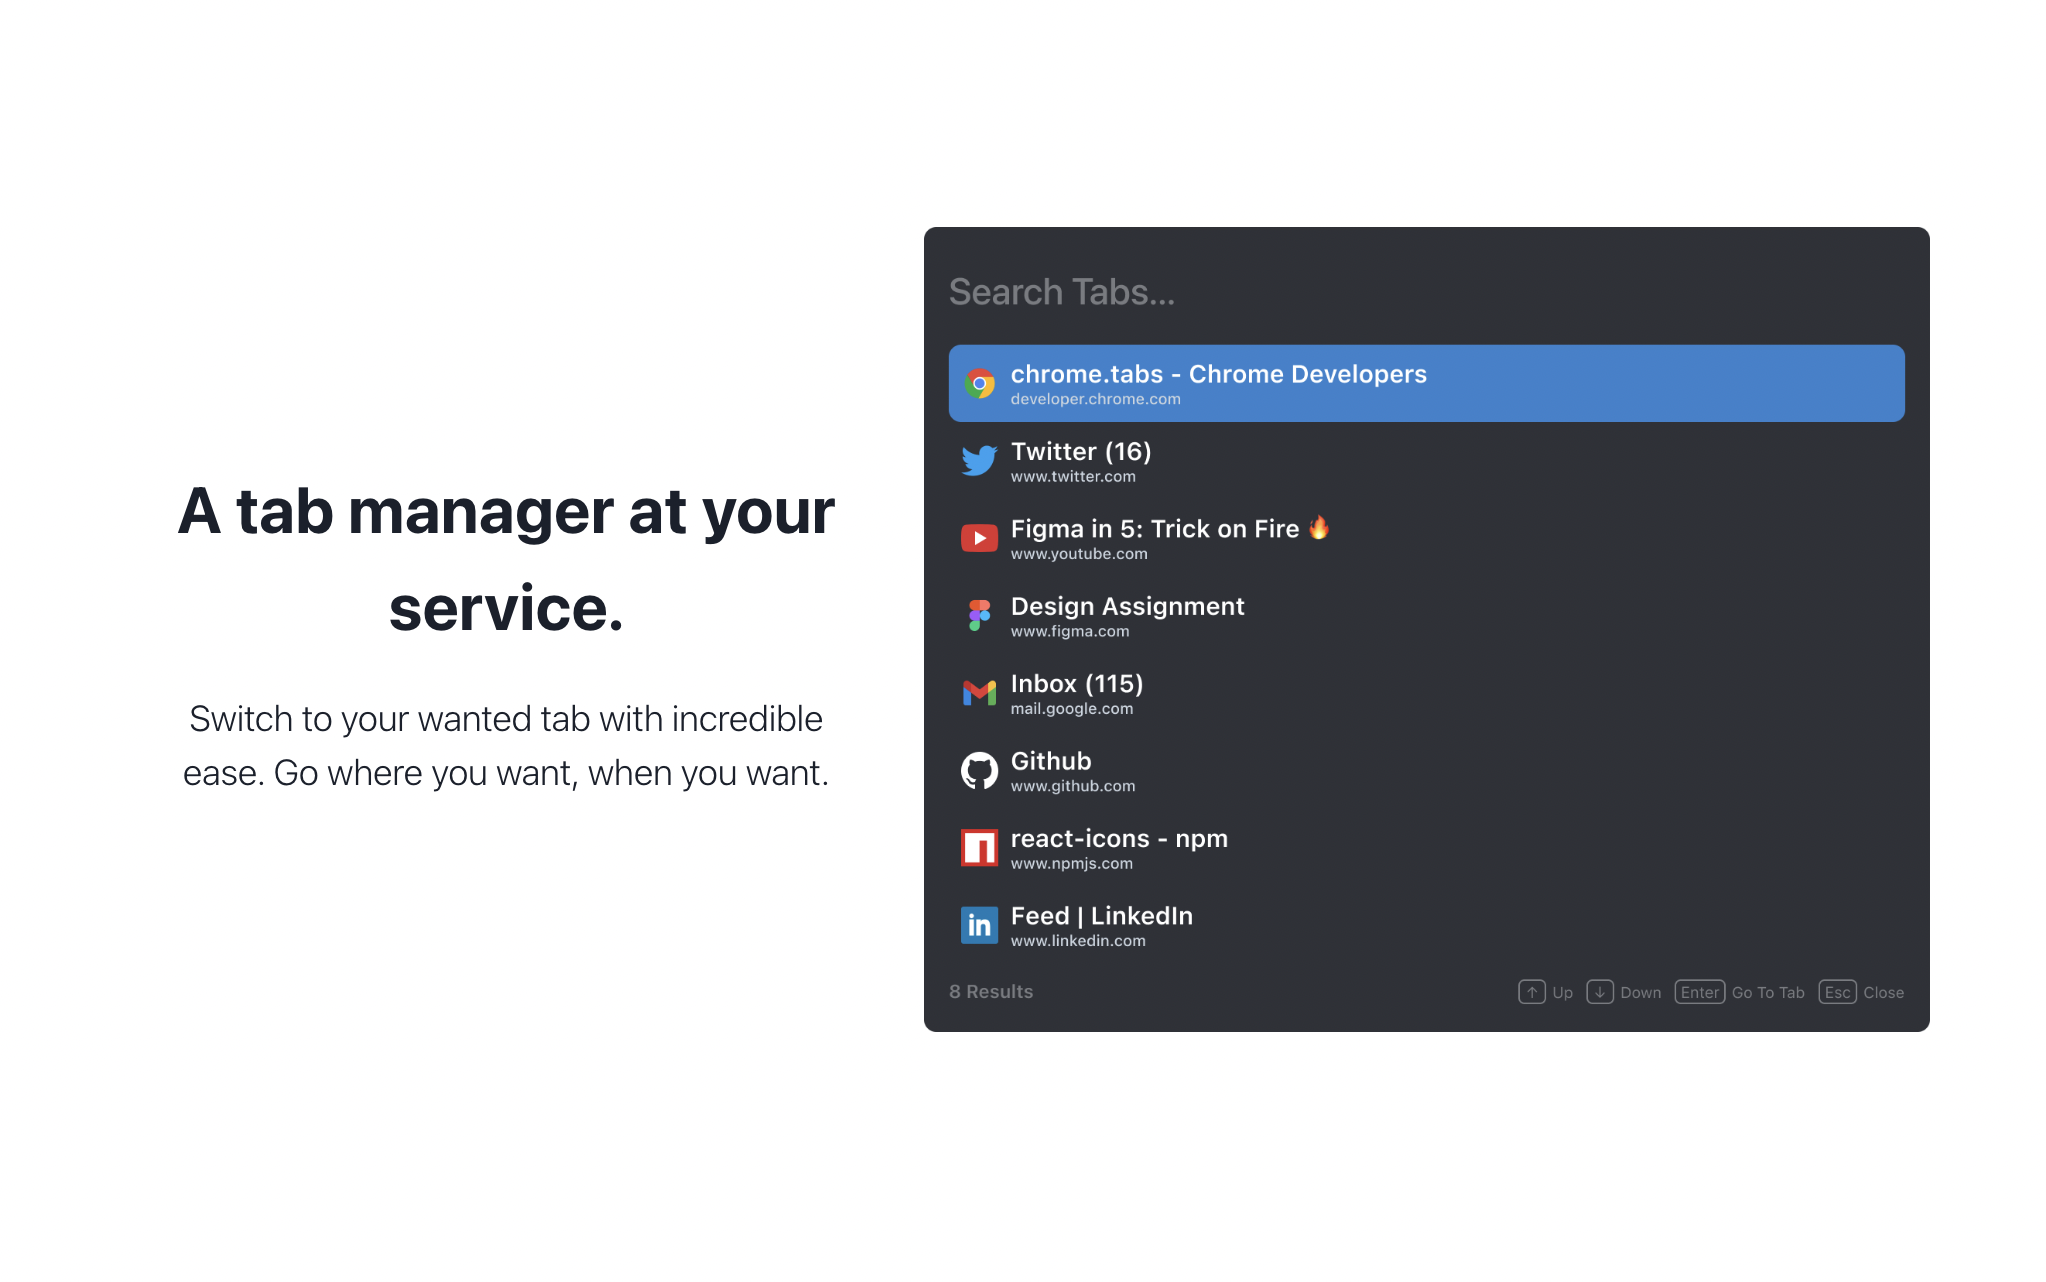 A tab manager at your
service.
Switch to your wanted tab with incredible
ease. Go where you want, when you want.
Search Tabs...
chrome.tabs - Chrome Developers
developer.chrome.com
Twitter (16)
www.twitter.com
Figma in 5: Trick on Fire 🔥
www.youtube.com
Design Assignment
www.figma.com
Inbox (115)
mail.google.com
Github
www.github.com
react-icons - npm
www.npmjs.com
in
Feed | LinkedIn
www.linkedin.com
8 Results
↑ Up ↓ Down Enter Go To Tab Esc Close